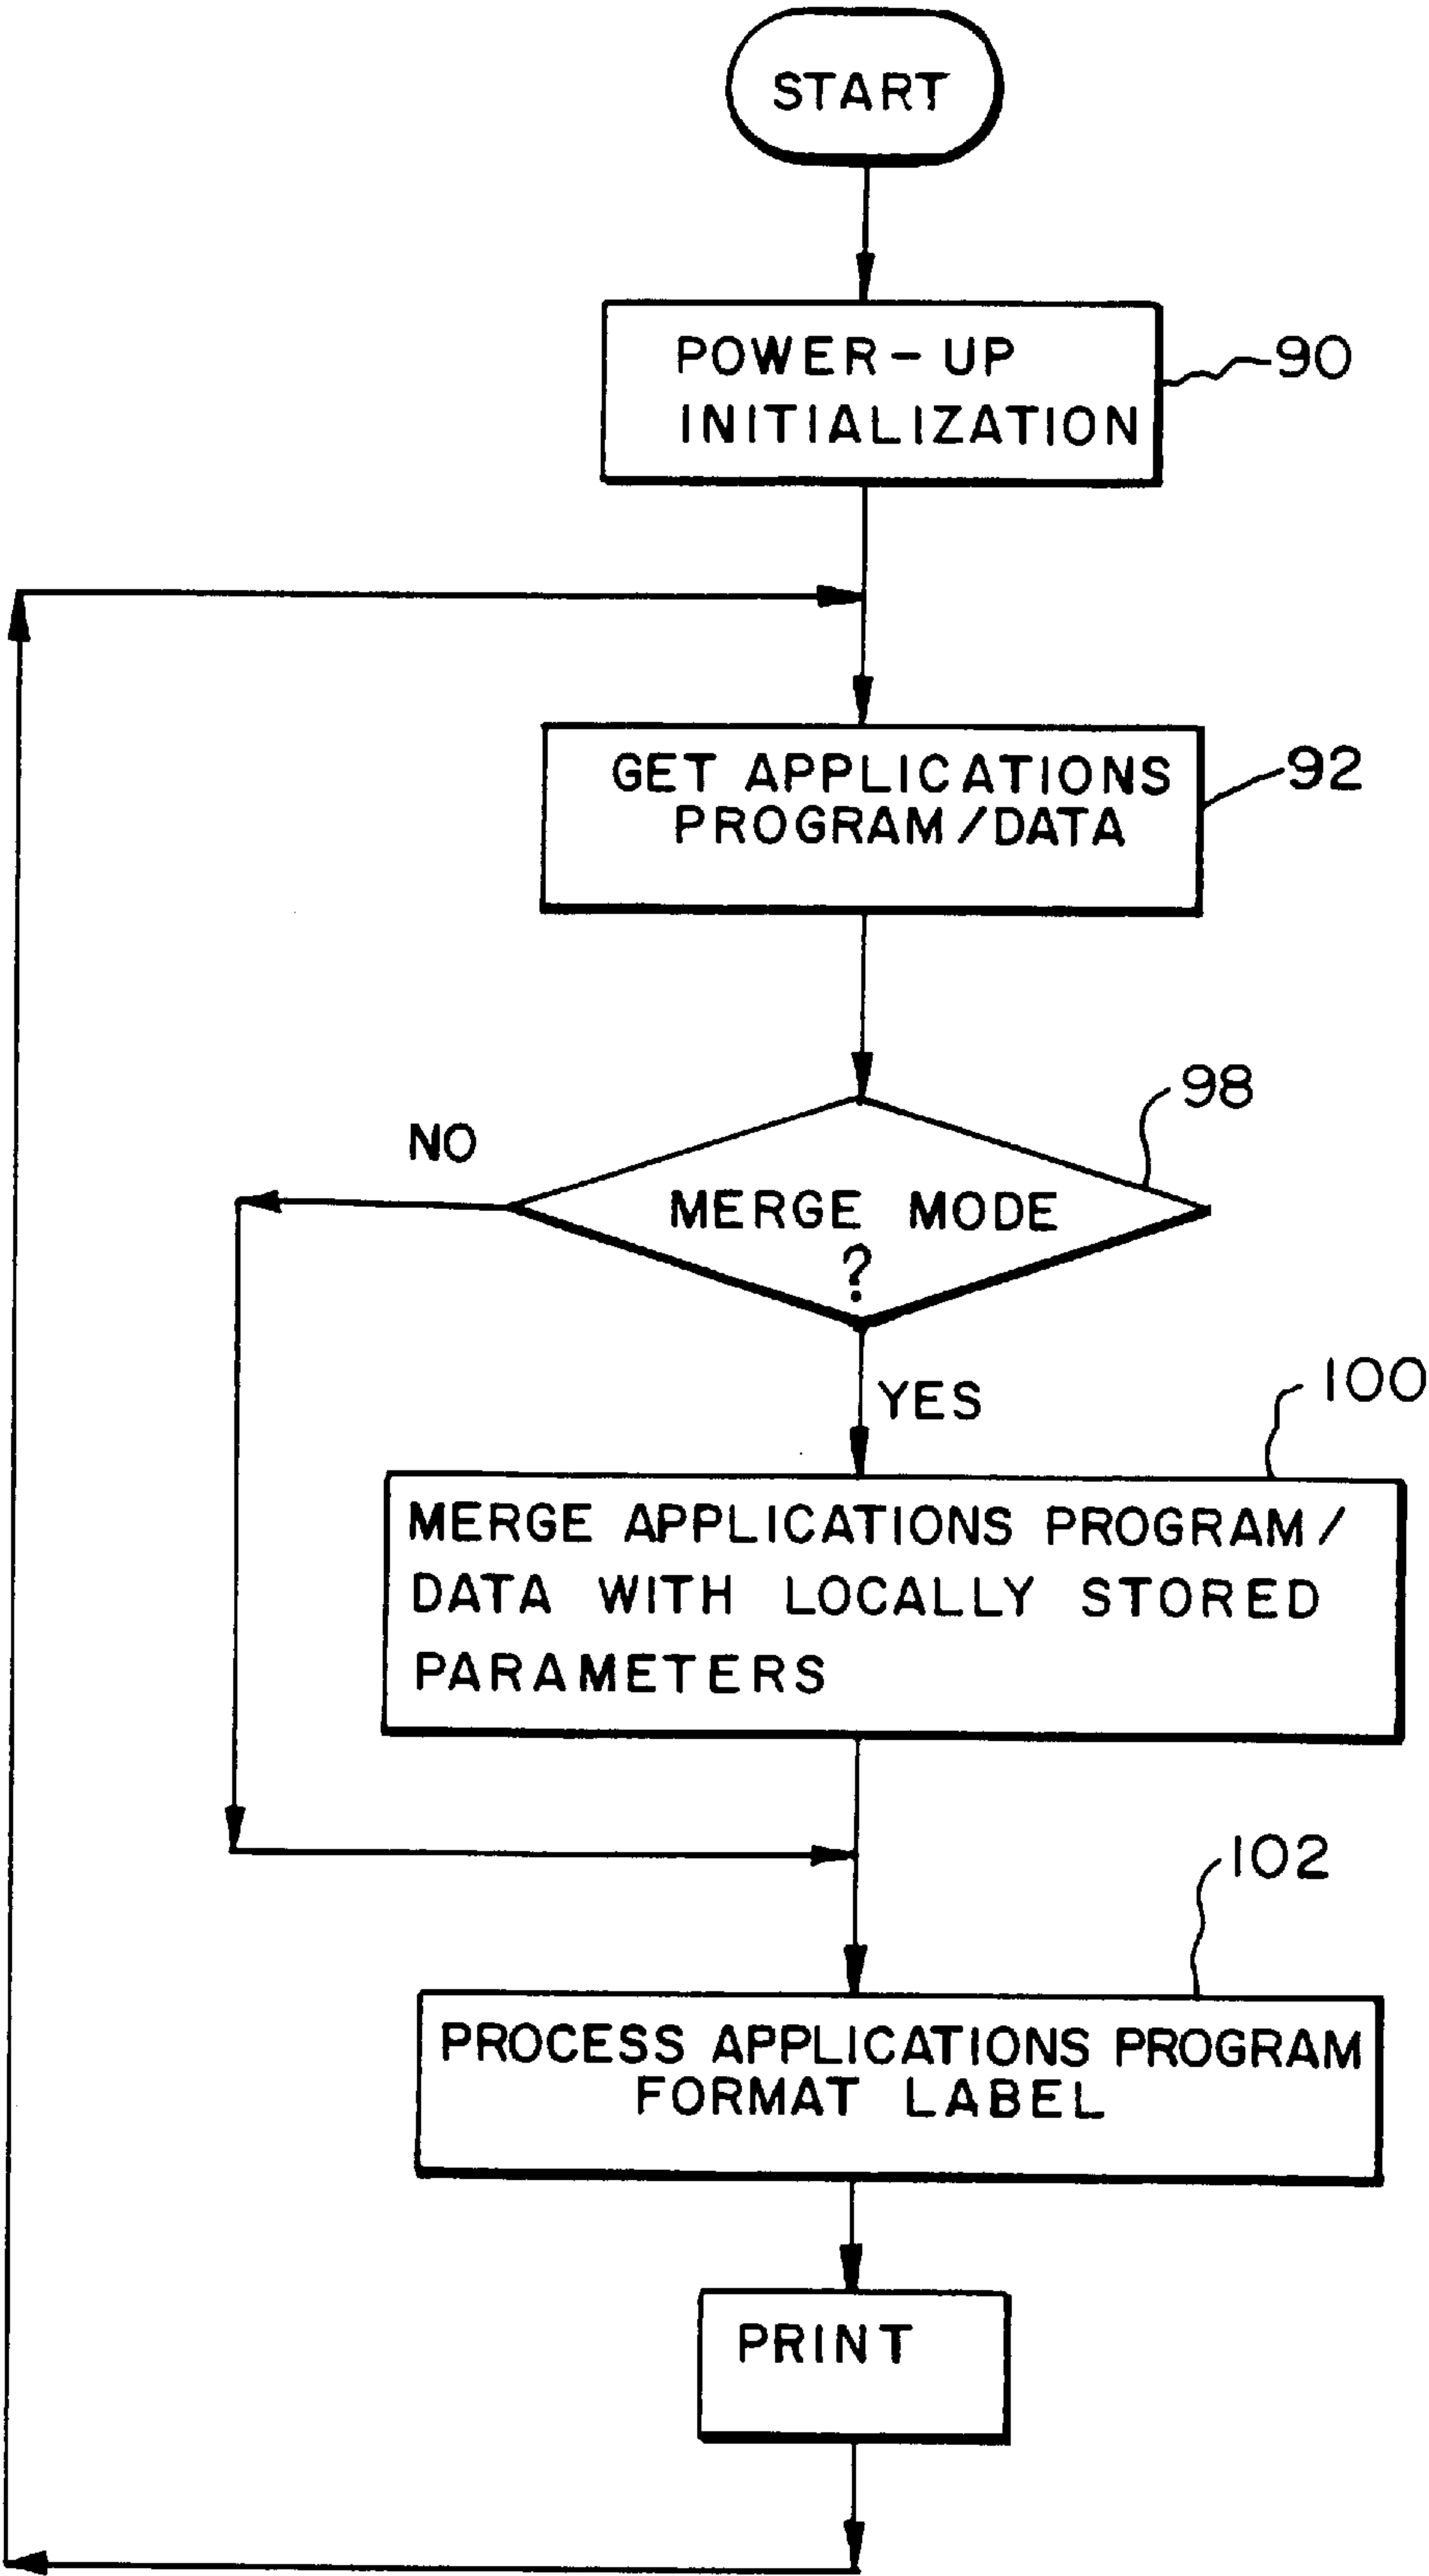 START
POWER-UP
INITIALIZATION
90
GET APPLICATIONS
PROGRAM/DATA
92
98
NO
MERGE MODE
?
YES
100
MERGE APPLICATIONS PROGRAM/
DATA WITH LOCALLY STORED
PARAMETERS
102
PROCESS APPLICATIONS PROGRAM
FORMAT LABEL
PRINT